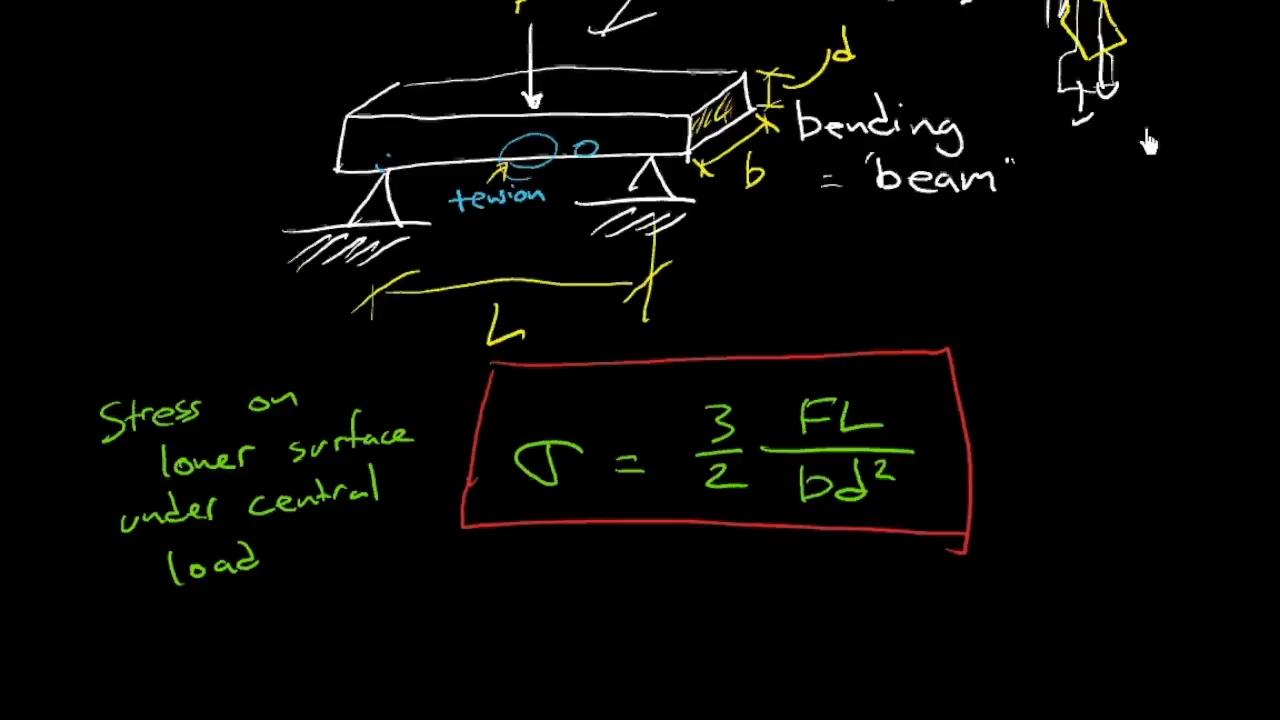 d
bending
b
= "beam"
tension
L
Stress on
lower surface
under central
load
σ = 3/2 FL/bd²